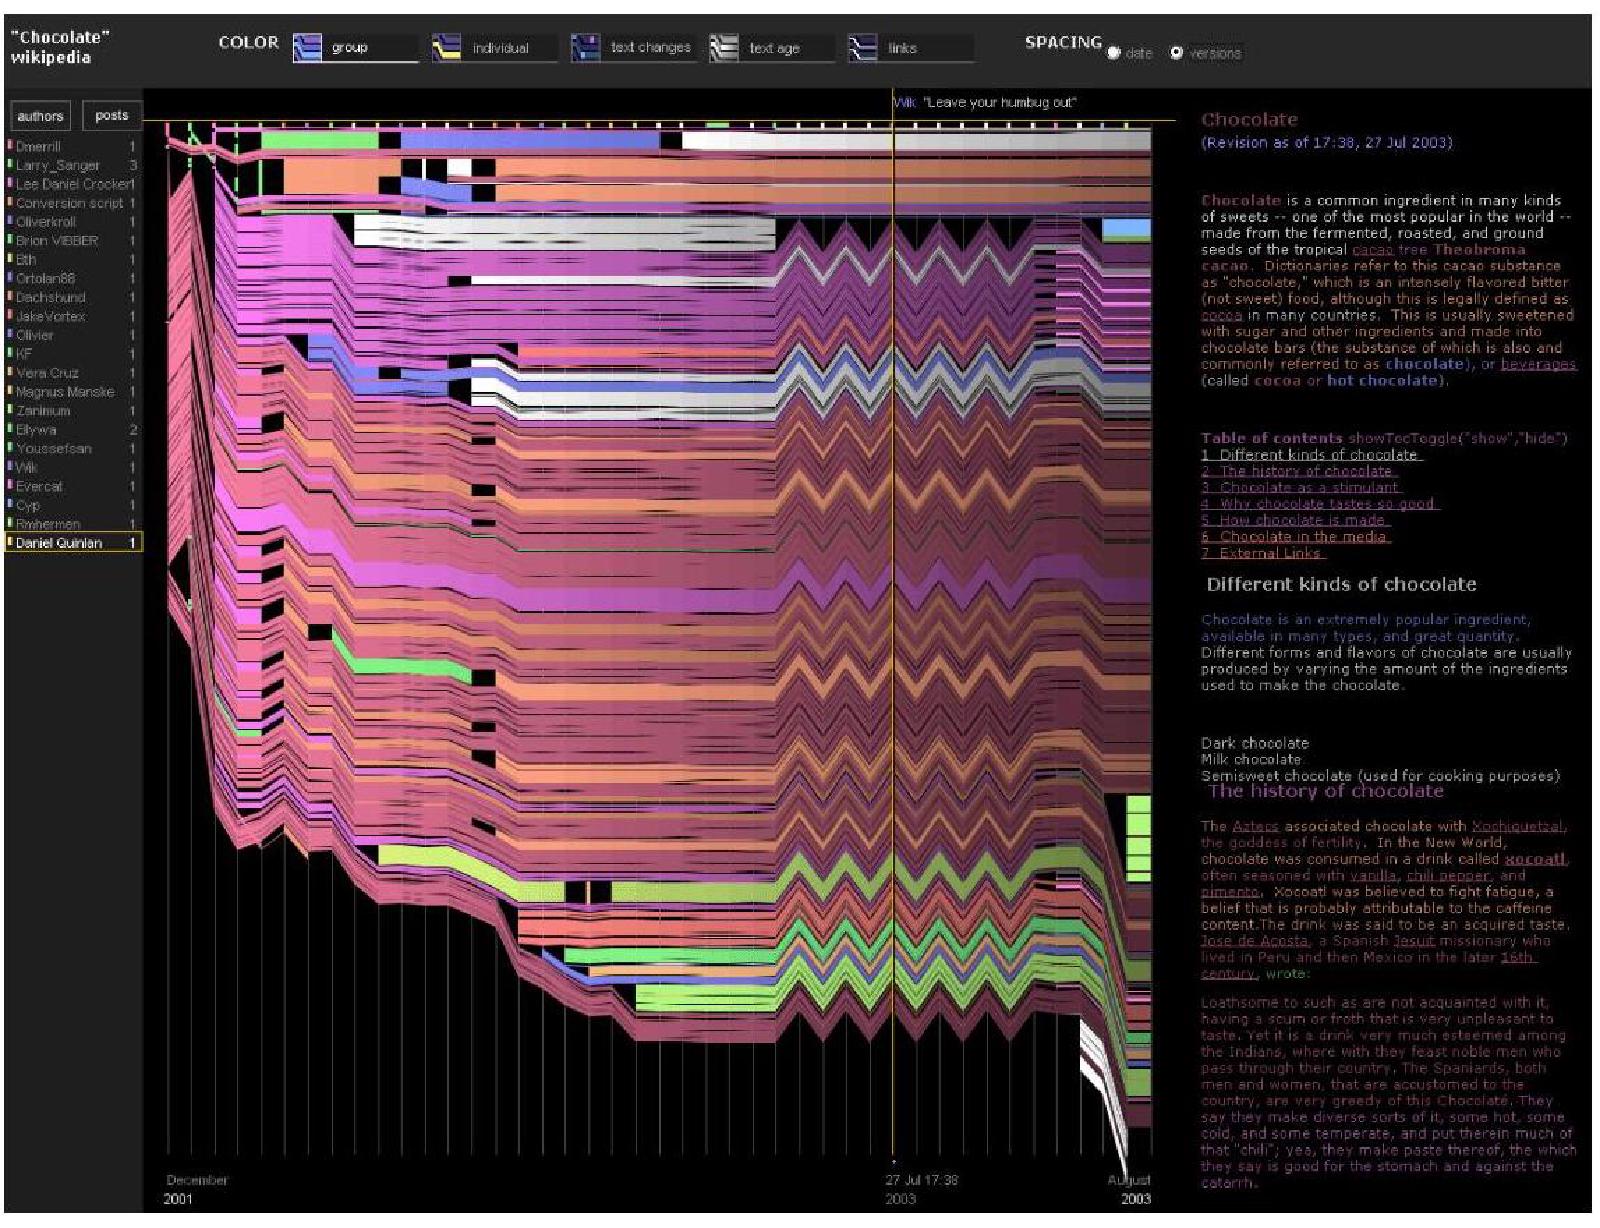 "Chocolate"
wikipedia
COLOR group individual text changes text age links SPACING date versions
authors posts
Dmerrill 1
Larry_Sanger 3
Lee Daniel Crocker1
Conversion script 1
Oliverkroll 1
Brion VIBBER 1
Eth 1
Ortolan88 1
Dachshund 1
JakeVortex 1
Olivier 1
KF 1
Vera Cruz 1
Magnus Manske 1
Zanimum 1
Ellywa 2
Youssefsan 1
Wik 1
Evercat 1
Cyp 1
Rmhermen 1
Daniel Quinlan 1
Wik "Leave your humbug out"
December
2001
27 Jul 17:38
2003
August
2003
Chocolate
(Revision as of 17:38, 27 Jul 2003)
Chocolate is a common ingredient in many kinds
of sweets -- one of the most popular in the world --
made from the fermented, roasted, and ground
seeds of the tropical cacao tree Theobroma
cacao. Dictionaries refer to this cacao substance
as "chocolate," which is an intensely flavored bitter
(not sweet) food, although this is legally defined as
cocoa in many countries. This is usually sweetened
with sugar and other ingredients and made into
chocolate bars (the substance of which is also and
commonly referred to as chocolate), or beverages
(called cocoa or hot chocolate).
Table of contents showTocToggle("show","hide")
1 Different kinds of chocolate
2 The history of chocolate
3 Chocolate as a stimulant
4 Why chocolate tastes so good
5 How chocolate is made
6 Chocolate in the media
7 External Links
Different kinds of chocolate
Chocolate is an extremely popular ingredient,
available in many types, and great quantity.
Different forms and flavors of chocolate are usually
produced by varying the amount of the ingredients
used to make the chocolate.
Dark chocolate
Milk chocolate
Semisweet chocolate (used for cooking purposes)
The history of chocolate
The Aztecs associated chocolate with Xochiquetzal,
the goddess of fertility. In the New World,
chocolate was consumed in a drink called xocoatl,
often seasoned with vanilla, chili pepper, and
pimento. Xocoatl was believed to fight fatigue, a
belief that is probably attributable to the caffeine
content.The drink was said to be an acquired taste.
Jose de Acosta, a Spanish Jesuit missionary who
lived in Peru and then Mexico in the later 16th
century, wrote:
Loathsome to such as are not acquainted with it,
having a scum or froth that is very unpleasant to
taste. Yet it is a drink very much esteemed among
the Indians, where with they feast noble men who
pass through their country. The Spaniards, both
men and women, that are accustomed to the
country, are very greedy of this Chocolaté. They
say they make diverse sorts of it, some hot, some
cold, and some temperate, and put therein much of
that "chili"; yea, they make paste thereof, the which
they say is good for the stomach and against the
catarrh.